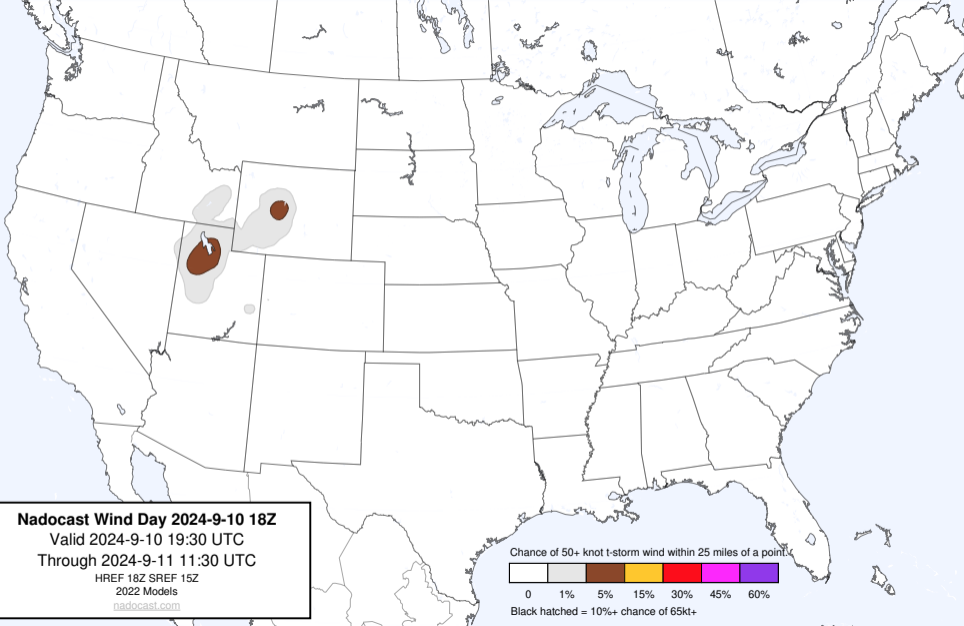 Nadocast Wind Day 2024-9-10 18Z
Valid 2024-9-10 19:30 UTC
Through 2024-9-11 11:30 UTC
HREF 18Z SREF 15Z
2022 Models
nadocast.com
Chance of 50+ knot t-storm wind within 25 miles of a point.
0 1% 5% 15% 30% 45% 60%
Black hatched = 10%+ chance of 65kt+